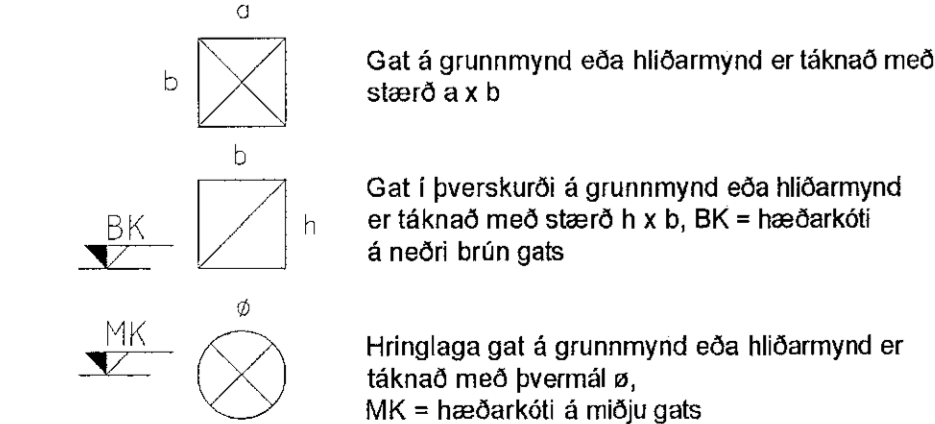 a
b
Gat á grunnmynd eða hliðarmynd er táknað með
stærð a x b
b
h
BK
Gat í þverskurði á grunnmynd eða hliðarmynd
er táknað með stærð h x b, BK = hæðarkóti
á neðri brún gats
ø
MK
Hringlaga gat á grunnmynd eða hliðarmynd er
táknað með þvermál ø,
MK = hæðarkóti á miðju gats